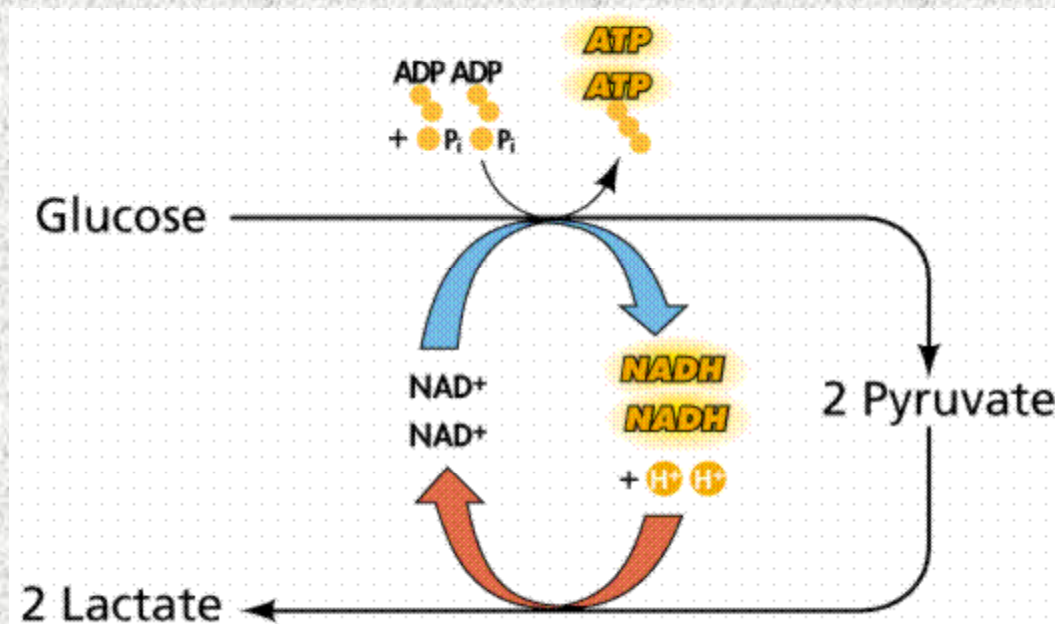 ATP
ATP
ADP ADP
+ Pi Pi
Glucose
NAD+
NAD+
NADH
NADH
+ H+ H+
2 Pyruvate
2 Lactate